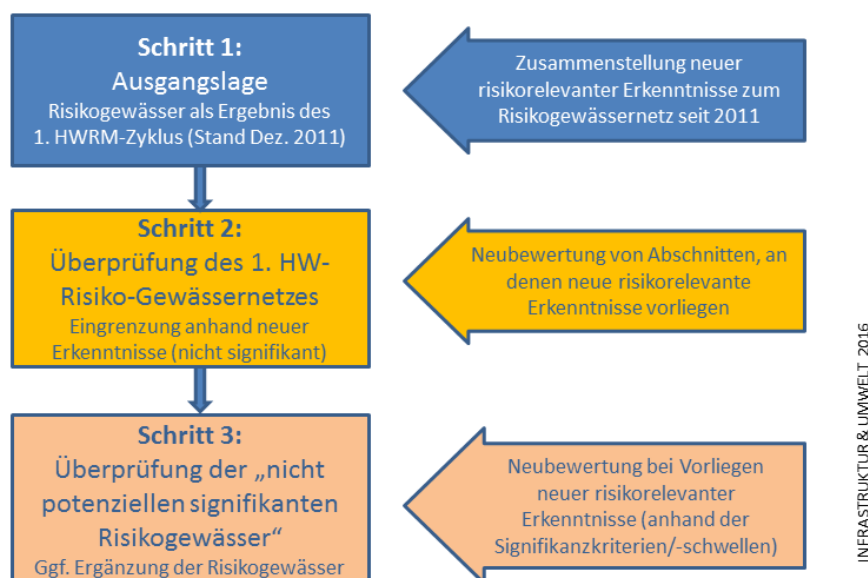 Schritt 1:
Ausgangslage
Risikogewässer als Ergebnis des
1. HWRM-Zyklus (Stand Dez. 2011)
Zusammenstellung neuer
risikorelevanter Erkenntnisse zum
Risikogewässernetz seit 2011
Schritt 2:
Überprüfung des 1. HW-
Risiko-Gewässernetzes
Eingrenzung anhand neuer
Erkenntnisse (nicht signifikant)
Neubewertung von Abschnitten, an
denen neue risikorelevante
Erkenntnisse vorliegen
Schritt 3:
Überprüfung der „nicht
potenziellen signifikanten
Risikogewässer“
Ggf. Ergänzung der Risikogewässer
Neubewertung bei Vorliegen
neuer risikorelevanter
Erkenntnisse (anhand der
Signifikanzkriterien/-schwellen)
INFRASTRUKTUR & UMWELT 2016